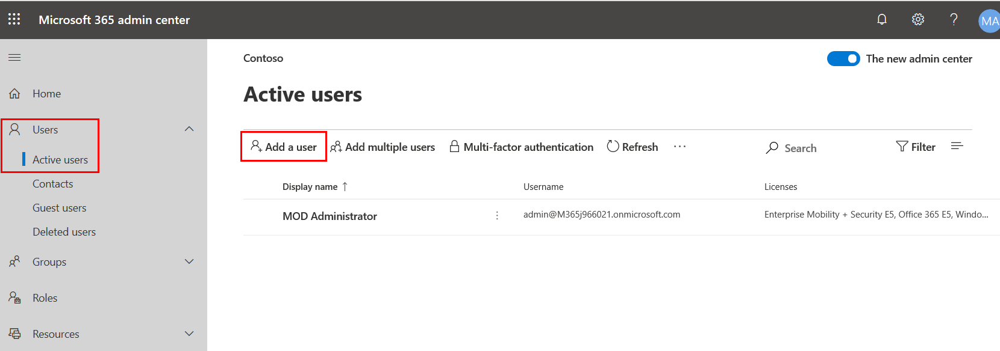 Microsoft 365 admin center
MA
Contoso
The new admin center
Active users
Home
Users
Active users
Contacts
Guest users
Deleted users
Groups
Roles
Resources
Add a user
Add multiple users
Multi-factor authentication
Refresh
Search
Filter
Display name ↑
Username
Licenses
MOD Administrator
admin@M365j966021.onmicrosoft.com
Enterprise Mobility + Security E5, Office 365 E5, Windo...